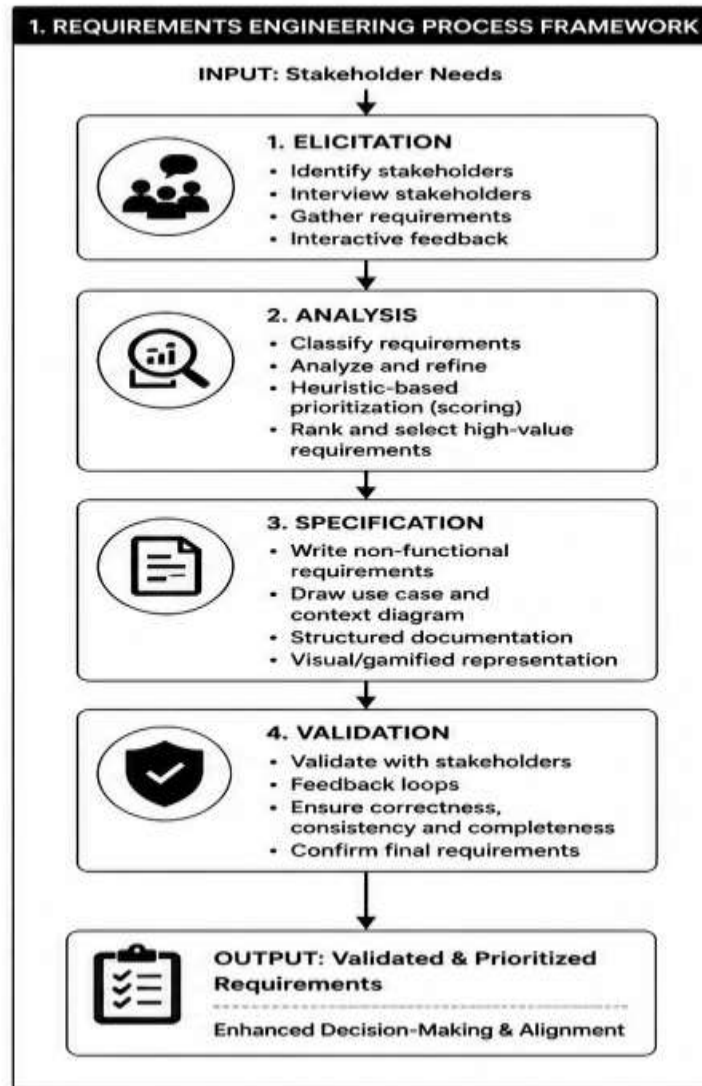 1. REQUIREMENTS ENGINEERING PROCESS FRAMEWORK
INPUT: Stakeholder Needs
1. ELICITATION
• Identify stakeholders
• Interview stakeholders
• Gather requirements
• Interactive feedback
2. ANALYSIS
• Classify requirements
• Analyze and refine
• Heuristic-based
prioritization (scoring)
• Rank and select high-value
requirements
3. SPECIFICATION
• Write non-functional
requirements
• Draw use case and
context diagram
• Structured documentation
• Visual/gamified representation
4. VALIDATION
• Validate with stakeholders
• Feedback loops
• Ensure correctness,
consistency and completeness
• Confirm final requirements
OUTPUT: Validated & Prioritized
Requirements
Enhanced Decision-Making & Alignment